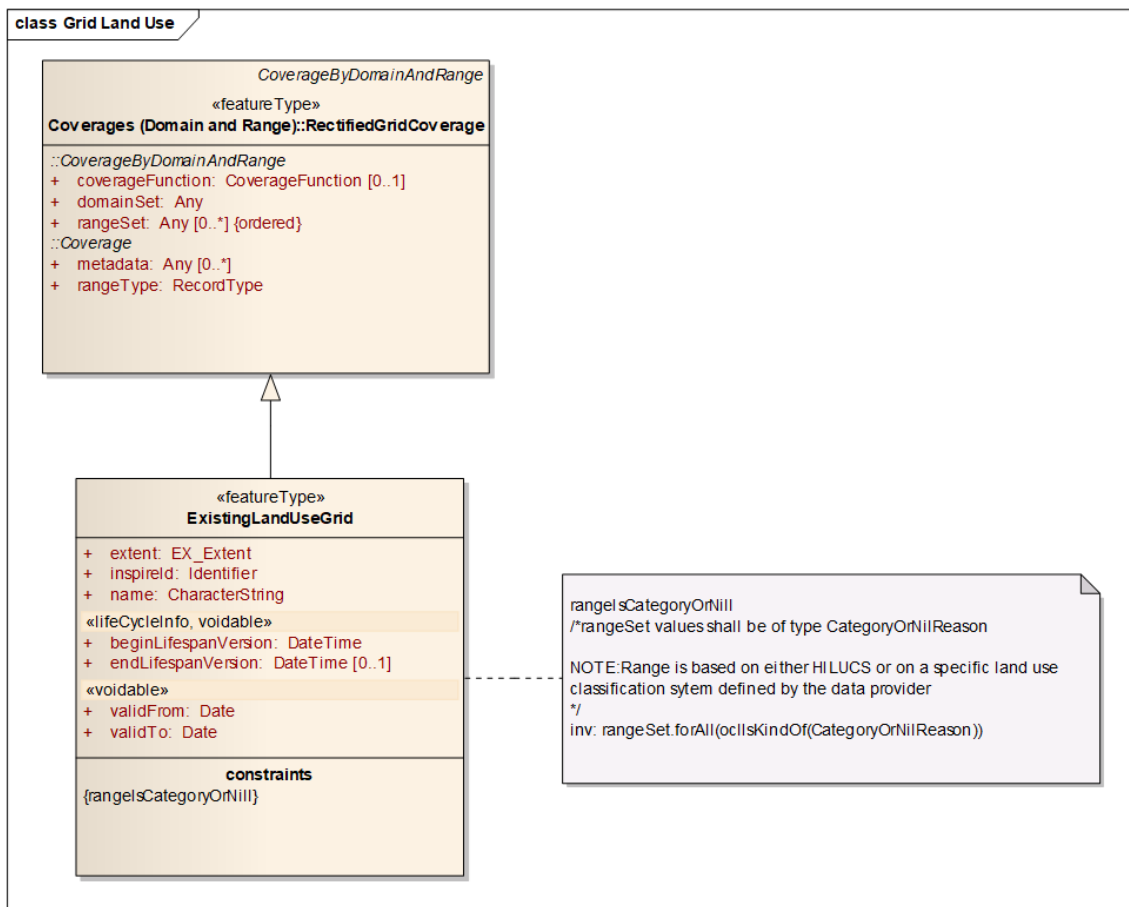 class Grid Land Use
CoverageByDomainAndRange
«featureType»
Coverages (Domain and Range)::RectifiedGridCoverage
::CoverageByDomainAndRange
+ coverageFunction: CoverageFunction [0..1]
+ domainSet: Any
+ rangeSet: Any [0..*] {ordered}
::Coverage
+ metadata: Any [0..*]
+ rangeType: RecordType
«featureType»
ExistingLandUseGrid
+ extent: EX_Extent
+ inspireId: Identifier
+ name: CharacterString
«lifeCycleInfo, voidable»
+ beginLifespanVersion: DateTime
+ endLifespanVersion: DateTime [0..1]
«voidable»
+ validFrom: Date
+ validTo: Date
constraints
{rangeIsCategoryOrNill}
rangeIsCategoryOrNill
/*rangeSet values shall be of type CategoryOrNilReason
NOTE:Range is based on either HILUCS or on a specific land use
classification sytem defined by the data provider
*/
inv: rangeSet.forAll(oclIsKindOf(CategoryOrNilReason))